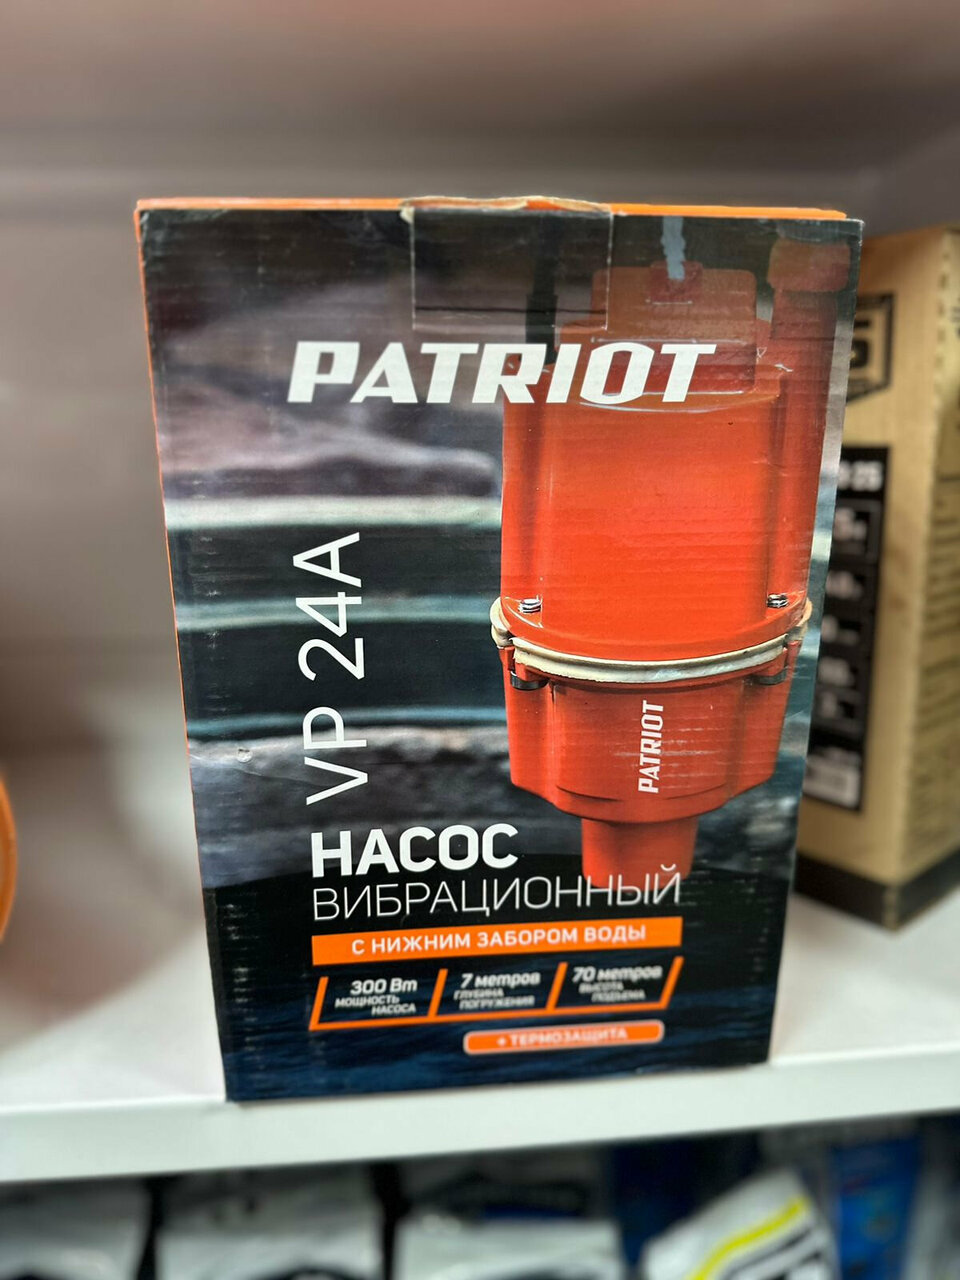 PATRIOT
VP 24A
PATRIOT
НАСОС
ВИБРАЦИОННЫЙ
С НИЖНИМ ЗАБОРОМ ВОДЫ
300 Вт
МОЩНОСТЬ
НАСОСА
7 метров
ГЛУБИНА
ПОГРУЖЕНИЯ
70 метров
ВЫСОТА
ПОДЪЕМА
+ ТЕРМОЗАЩИТА